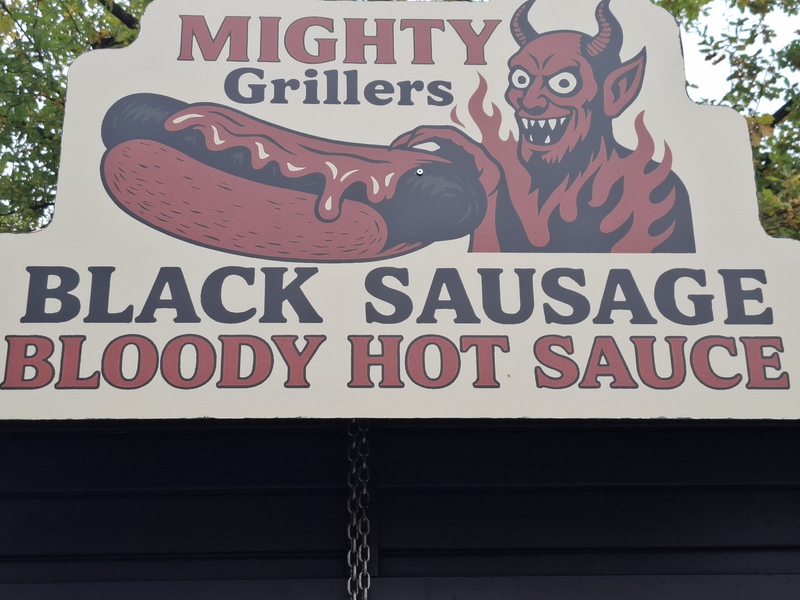 MIGHTY
Grillers
BLACK SAUSAGE
BLOODY HOT SAUCE